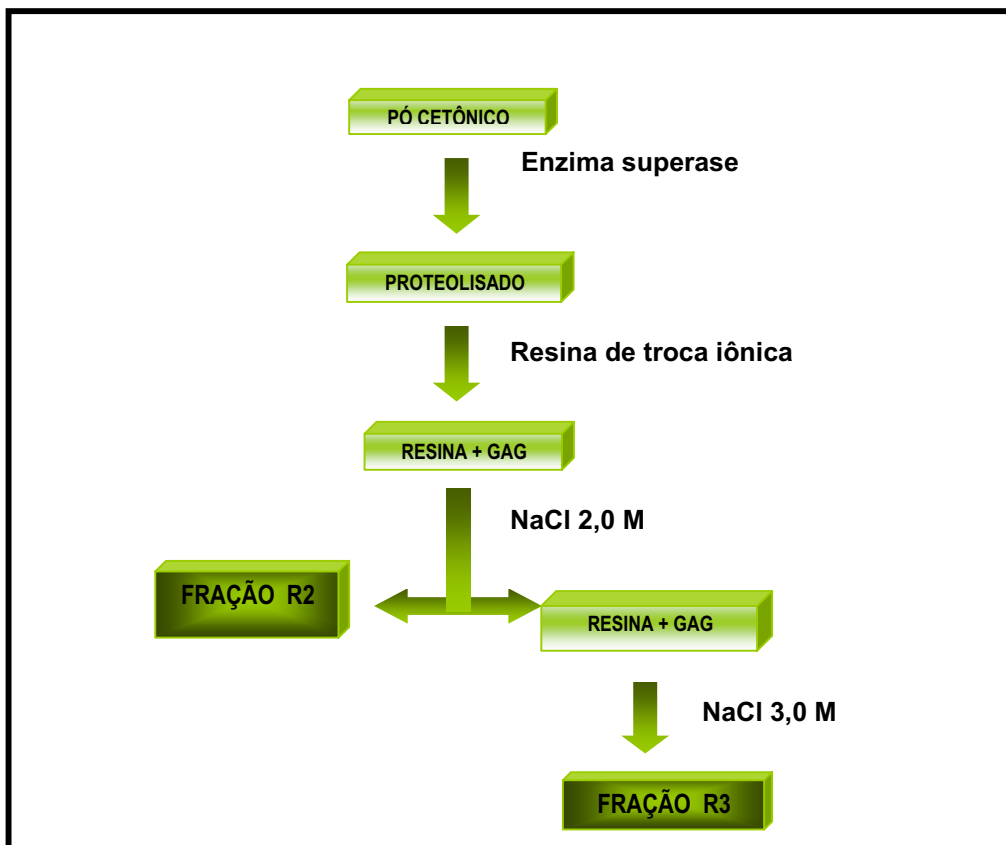 PÓ CETÔNICO
Enzima superase
PROTEOLISADO
Resina de troca iônica
RESINA + GAG
NaCl 2,0 M
FRAÇÃO R2
RESINA + GAG
NaCl 3,0 M
FRAÇÃO R3